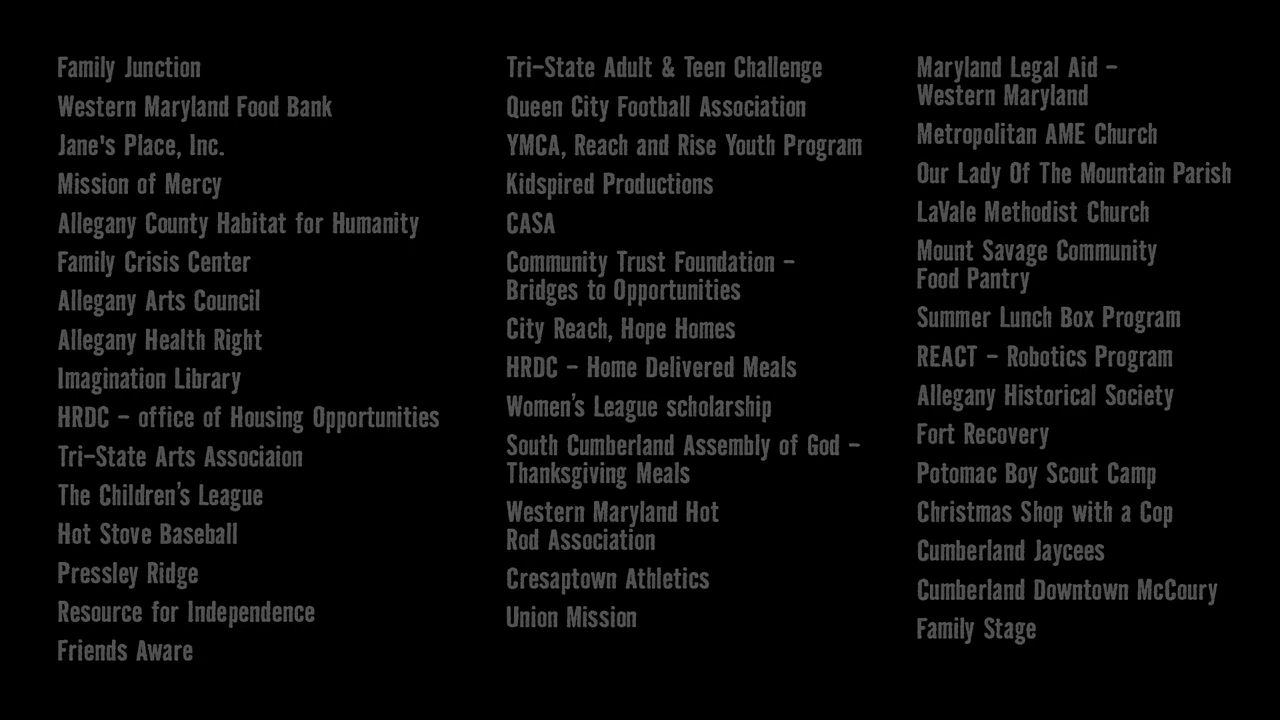 Family Junction
Western Maryland Food Bank
Jane's Place, Inc.
Mission of Mercy
Allegany County Habitat for Humanity
Family Crisis Center
Allegany Arts Council
Allegany Health Right
Imagination Library
HRDC – office of Housing Opportunities
Tri–State Arts Associaion
The Children’s League
Hot Stove Baseball
Pressley Ridge
Resource for Independence
Friends Aware
Tri–State Adult & Teen Challenge
Queen City Football Association
YMCA, Reach and Rise Youth Program
Kidspired Productions
CASA
Community Trust Foundation –
Bridges to Opportunities
City Reach, Hope Homes
HRDC – Home Delivered Meals
Women’s League scholarship
South Cumberland Assembly of God –
Thanksgiving Meals
Western Maryland Hot
Rod Association
Cresaptown Athletics
Union Mission
Maryland Legal Aid –
Western Maryland
Metropolitan AME Church
Our Lady Of The Mountain Parish
LaVale Methodist Church
Mount Savage Community
Food Pantry
Summer Lunch Box Program
REACT – Robotics Program
Allegany Historical Society
Fort Recovery
Potomac Boy Scout Camp
Christmas Shop with a Cop
Cumberland Jaycees
Cumberland Downtown McCoury
Family Stage